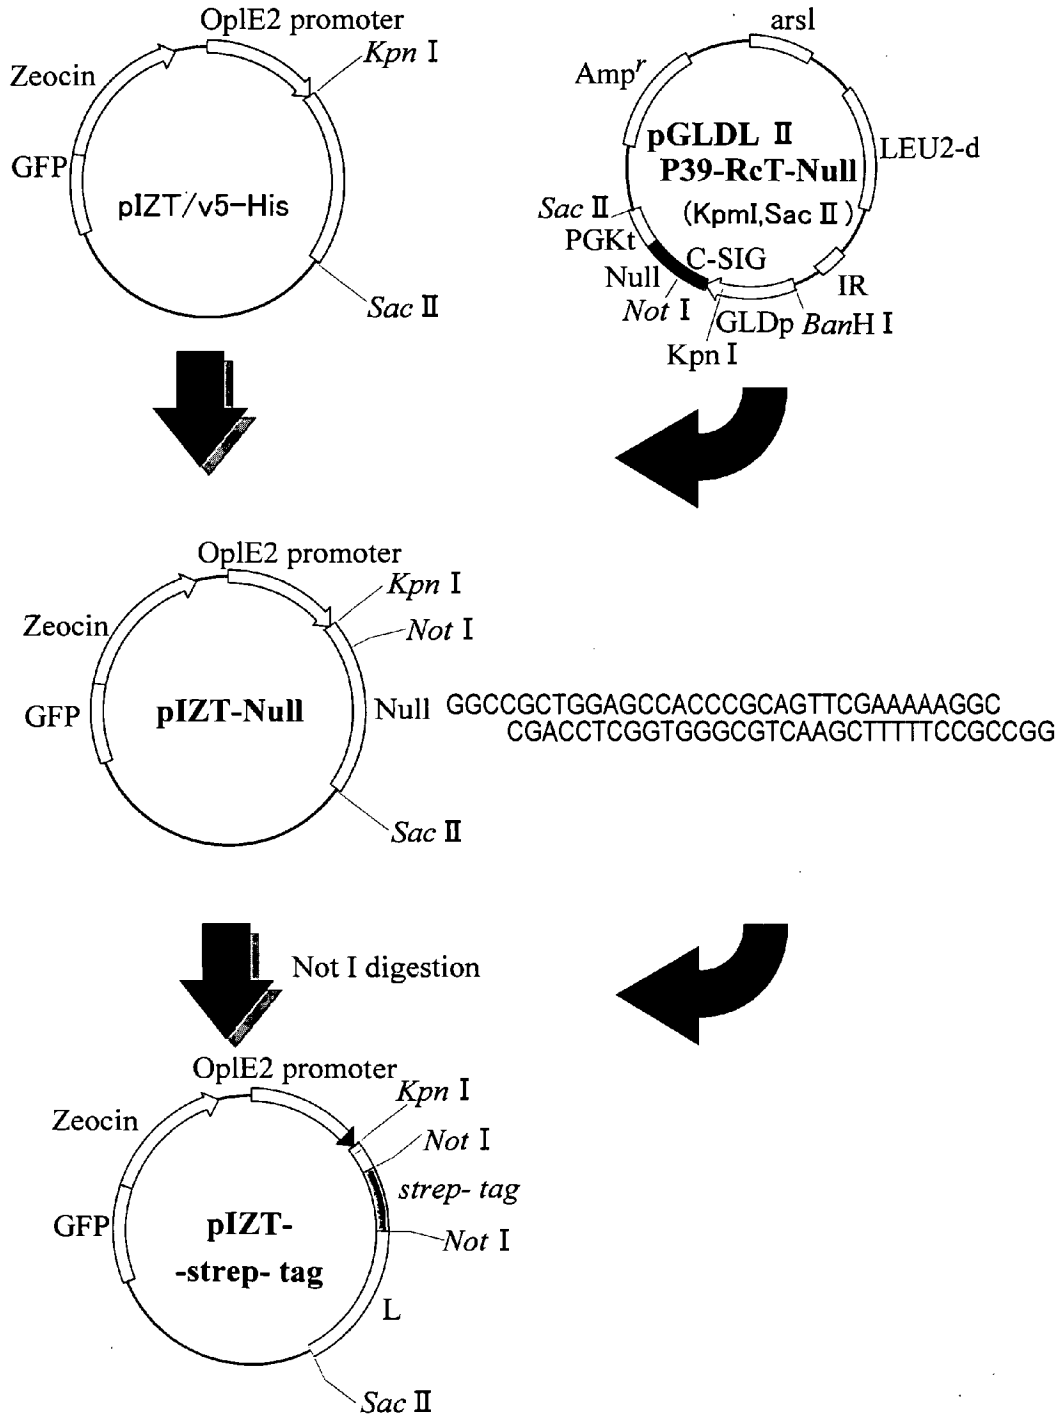 OplE2 promoter
Kpn I
Zeocin
GFP
pIZT/v5-His
Sac II
arsI
Ampr
pGLDL II
P39-RcT-Null
(KpmI,Sac II)
LEU2-d
Sac II
PGKt
C-SIG
Null
IR
Not I
GLDp
BanH I
Kpn I
OplE2 promoter
Kpn I
Zeocin
Not I
GFP
pIZT-Null
Null
GGCCGCTGGAGCCACCCGCAGTTCGAAAAAGGC
CGACCTCGGTGGGCGTCAAGCTTTTTCCGCCGG
Sac II
Not I digestion
OplE2 promoter
Kpn I
Zeocin
Not I
strep- tag
GFP
pIZT-
-strep- tag
Not I
L
Sac II